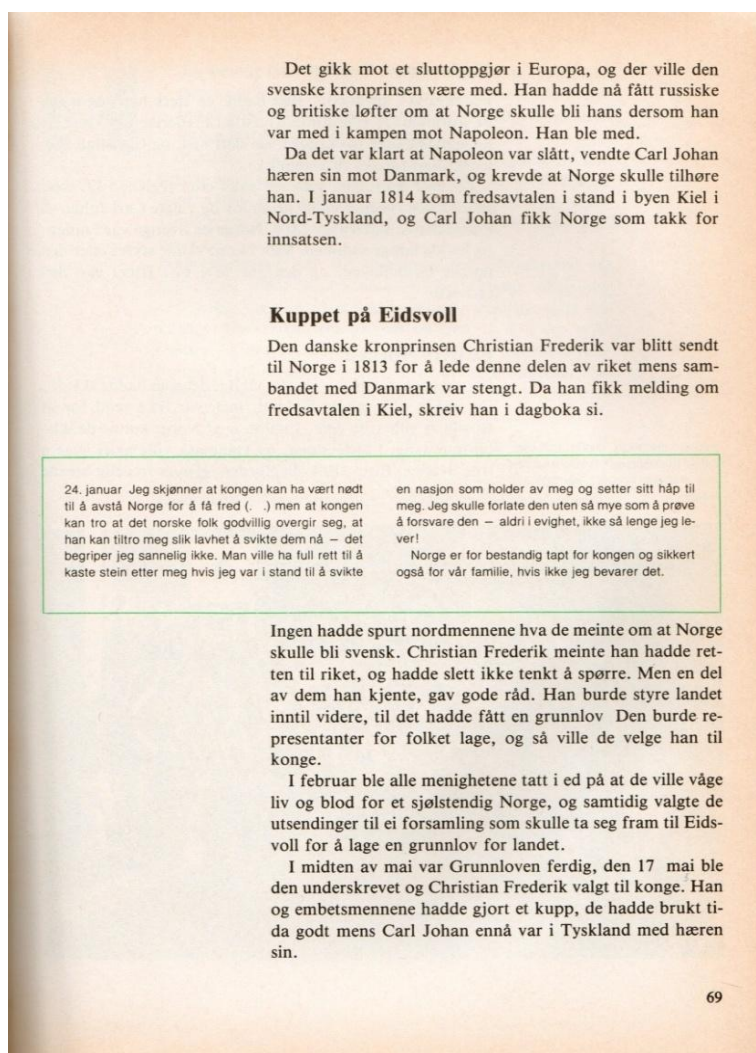 Det gikk mot et sluttoppgjør i Europa, og der ville den
svenske kronprinsen være med. Han hadde nå fått russiske
og britiske løfter om at Norge skulle bli hans dersom han
var med i kampen mot Napoleon. Han ble med.
Da det var klart at Napoleon var slått, vendte Carl Johan
hæren sin mot Danmark, og krevde at Norge skulle tilhøre
han. I januar 1814 kom fredsavtalen i stand i byen Kiel i
Nord-Tyskland, og Carl Johan fikk Norge som takk for
innsatsen.
Kuppet på Eidsvoll
Den danske kronprinsen Christian Frederik var blitt sendt
til Norge i 1813 for å lede denne delen av riket mens sam-
bandet med Danmark var stengt. Da han fikk melding om
fredsavtalen i Kiel, skreiv han i dagboka si.
24. januar Jeg skjønner at kongen kan ha vært nødt
til å avstå Norge for å få fred (. .) men at kongen
kan tro at det norske folk godvillig overgir seg, at
han kan tiltro meg slik lavhet å svikte dem nå — det
begriper jeg sannelig ikke. Man ville ha full rett til å
kaste stein etter meg hvis jeg var i stand til å svikte
en nasjon som holder av meg og setter sitt håp til
meg. Jeg skulle forlate den uten så mye som å prøve
å forsvare den — aldri i evighet, ikke så lenge jeg le-
ver!
Norge er for bestandig tapt for kongen og sikkert
også for vår familie, hvis ikke jeg bevarer det.
Ingen hadde spurt nordmennene hva de meinte om at Norge
skulle bli svensk. Christian Frederik meinte han hadde ret-
ten til riket, og hadde slett ikke tenkt å spørre. Men en del
av dem han kjente, gav gode råd. Han burde styre landet
inntil videre, til det hadde fått en grunnlov Den burde re-
presentanter for folket lage, og så ville de velge han til
konge.
I februar ble alle menighetene tatt i ed på at de ville våge
liv og blod for et sjølstendig Norge, og samtidig valgte de
utsendinger til ei forsamling som skulle ta seg fram til Eids-
voll for å lage en grunnlov for landet.
I midten av mai var Grunnloven ferdig, den 17 mai ble
den underskrevet og Christian Frederik valgt til konge. Han
og embetsmennene hadde gjort et kupp, de hadde brukt ti-
da godt mens Carl Johan ennå var i Tyskland med hæren
sin.
69